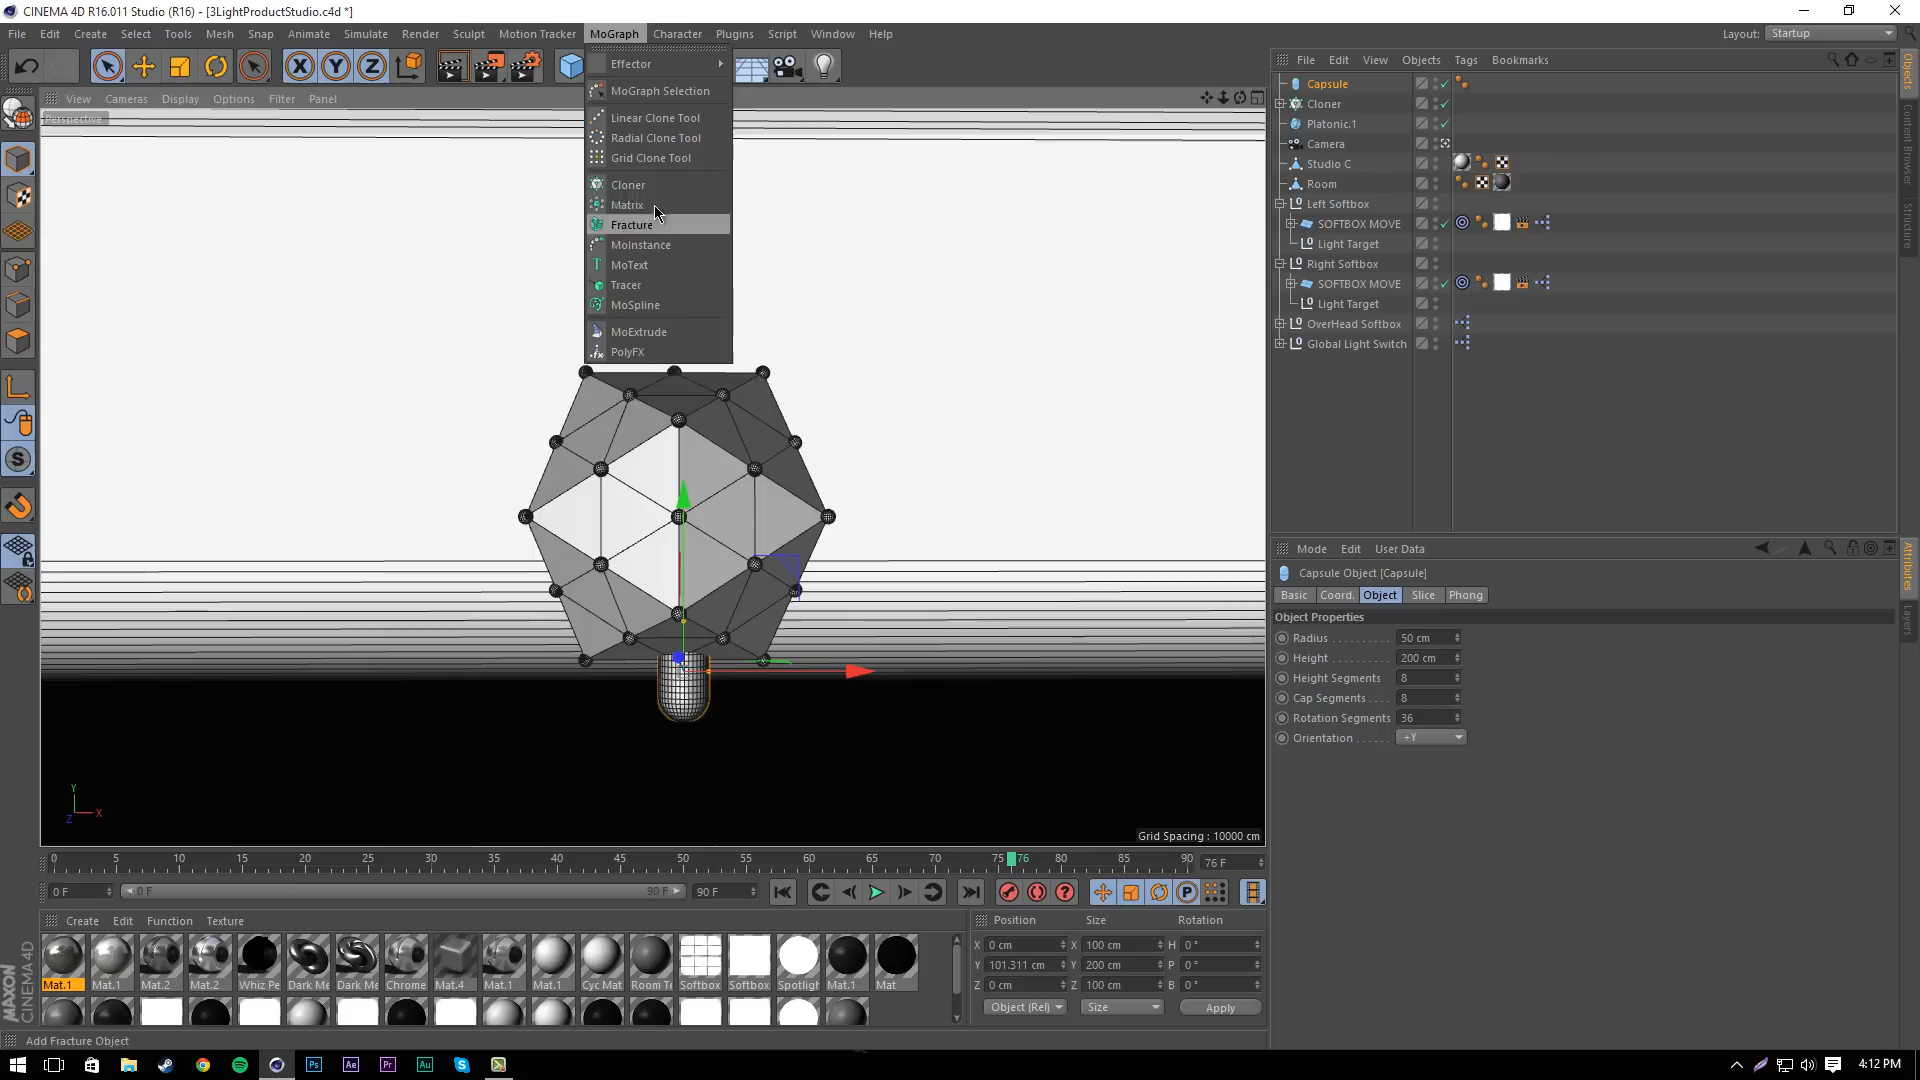 CINEMA 4D R16.011 Studio (R16) - [3LightProductStudio.c4d *]
File Edit Create Select Tools Mesh Snap Animate Simulate Render Sculpt Motion Tracker MoGraph Character Plugins Script Window Help Layout: Startup
X Y Z
View Cameras Display Options Filter Panel
Perspective
Effector
MoGraph Selection
Linear Clone Tool
Radial Clone Tool
Grid Clone Tool
Cloner
Matrix
Fracture
MoInstance
MoText
Tracer
MoSpline
MoExtrude
PolyFX
File Edit View Objects Tags Bookmarks
Capsule
Cloner
Platonic.1
Camera
Studio C
Room
Left Softbox
SOFTBOX MOVE
Light Target
Right Softbox
SOFTBOX MOVE
Light Target
OverHead Softbox
Global Light Switch
Objects
Content Browser
Structure
Attributes
Layers
Mode Edit User Data
Capsule Object [Capsule]
Basic Coord. Object Slice Phong
Object Properties
Radius . . . . . . . . . . 50 cm
Height . . . . . . . . . . 200 cm
Height Segments 8
Cap Segments . . 8
Rotation Segments 36
Orientation . . . . . . +Y
Y
X
Z
Grid Spacing : 10000 cm
0 5 10 15 20 25 30 35 40 45 50 55 60 65 70 75 76 80 85 90 76 F
0 F 0 F 90 F 90 F
Create Edit Function Texture
Mat.1 Mat.1 Mat.2 Mat.2 Whiz Pe Dark Me Dark Me Chrome Mat.4 Mat.1 Mat.1 Cyc Mat Room Te Softbox Softbox Spotligh Mat.1 Mat
Position Size Rotation
X 0 cm X 100 cm H 0 °
Y 101.311 cm Y 200 cm P 0 °
Z 0 cm Z 100 cm B 0 °
Object (Rel) Size Apply
MAXON CINEMA 4D
Add Fracture Object
Ps Ae Pr Au
4:12 PM